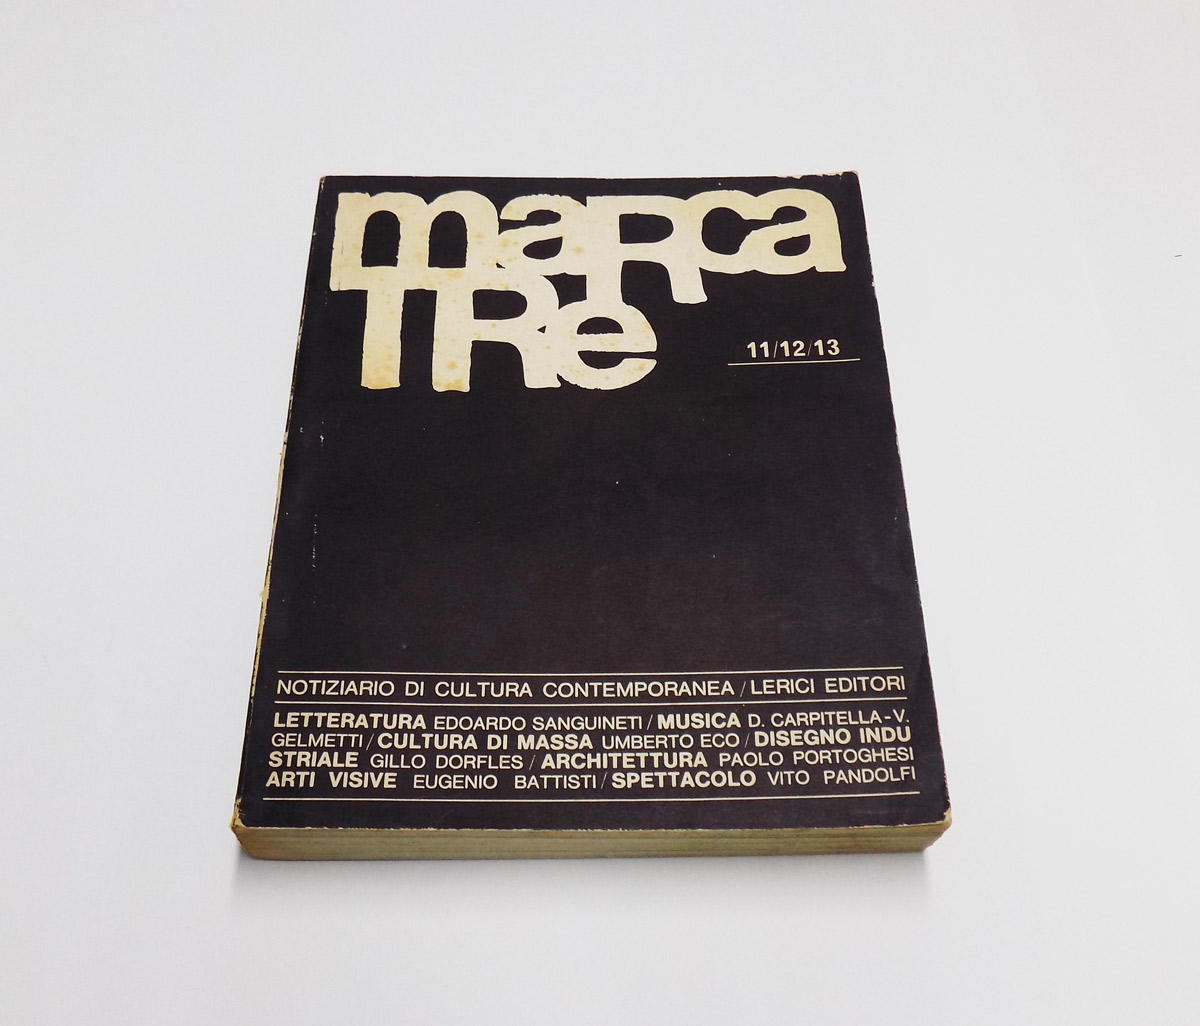 marca
TRe
11/12/13
NOTIZIARIO DI CULTURA CONTEMPORANEA / LERICI EDITORI
LETTERATURA EDOARDO SANGUINETI / MUSICA D. CARPITELLA - V.
GELMETTI / CULTURA DI MASSA UMBERTO ECO / DISEGNO INDU
STRIALE GILLO DORFLES / ARCHITETTURA PAOLO PORTOGHESI
ARTI VISIVE EUGENIO BATTISTI / SPETTACOLO VITO PANDOLFI